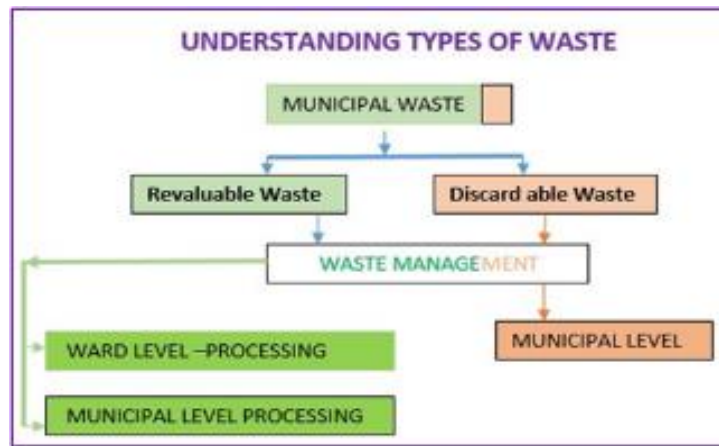 UNDERSTANDING TYPES OF WASTE
MUNICIPAL WASTE
Revaluable Waste
Discard able Waste
WASTE MANAGEMENT
WARD LEVEL –PROCESSING
MUNICIPAL LEVEL
MUNICIPAL LEVEL PROCESSING